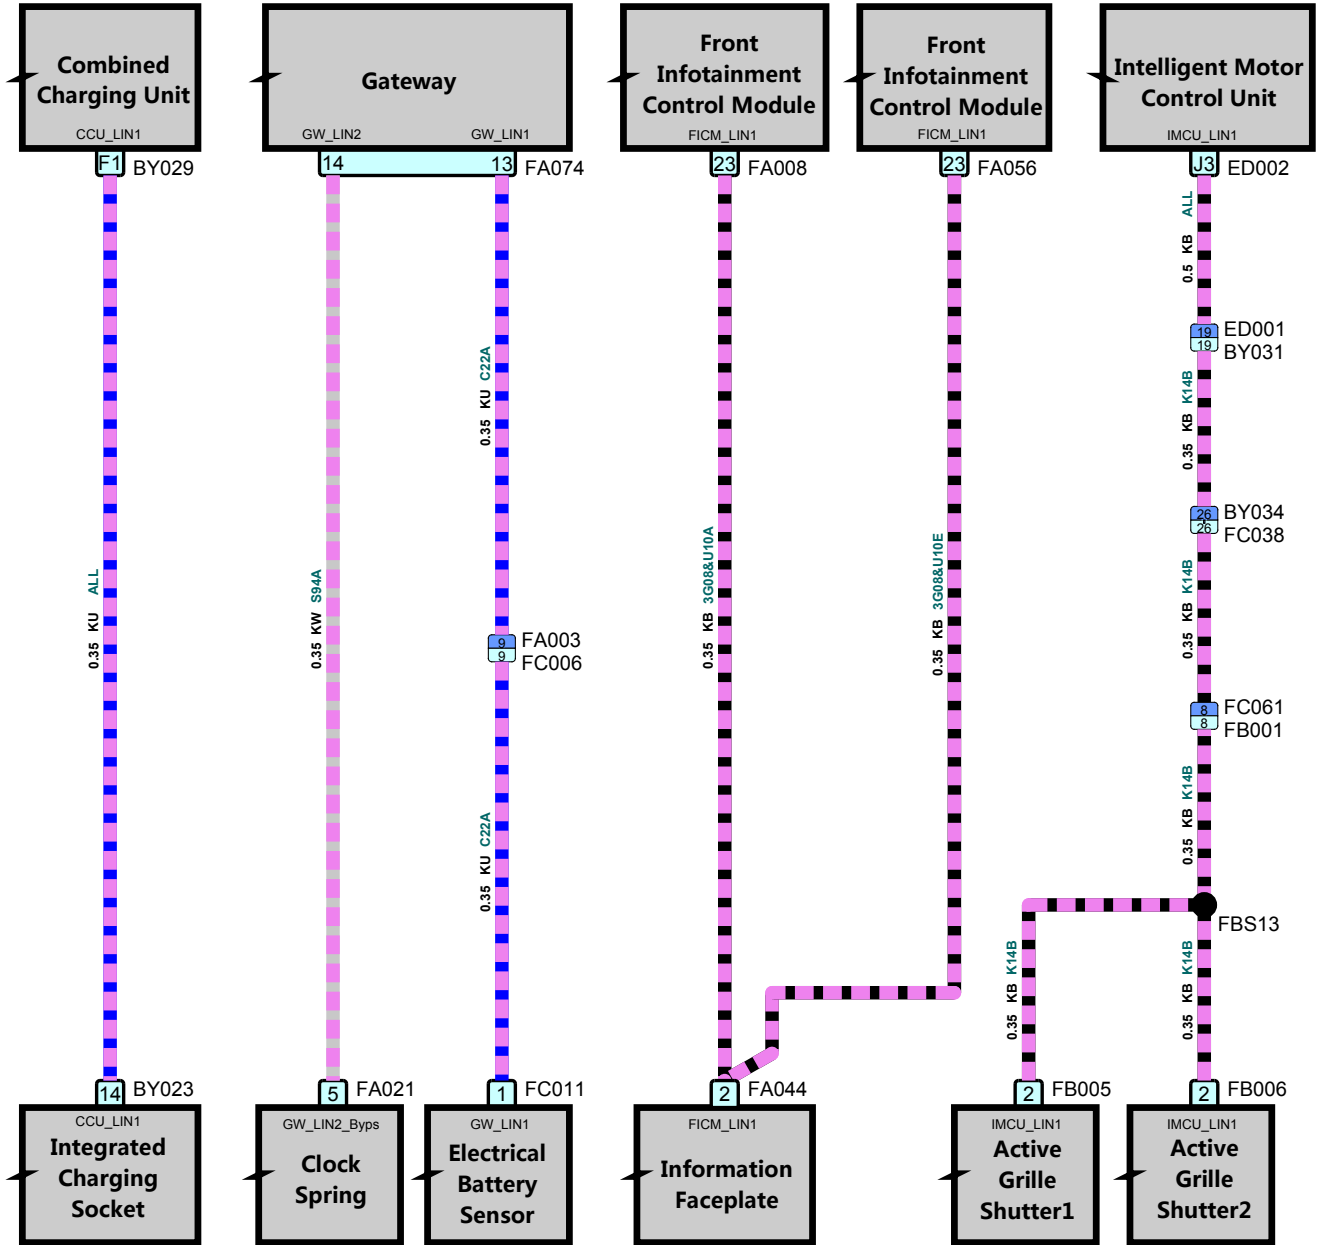 Combined
Charging Unit
CCU_LIN1
F1
BY029
Gateway
GW_LIN2
GW_LIN1
14
13
FA074
Front
Infotainment
Control Module
FICM_LIN1
23
FA008
Front
Infotainment
Control Module
FICM_LIN1
23
FA056
Intelligent Motor
Control Unit
IMCU_LIN1
J3
ED002
0.35 KU ALL
0.35 KW S94A
0.35 KU C22A
9
9
FA003
FC006
0.35 KU C22A
0.35 KB 3G08&U10A
0.35 KB 3G08&U10E
0.5 KB ALL
19
19
ED001
BY031
0.35 KB K14B
26
26
BY034
FC038
0.35 KB K14B
8
8
FC061
FB001
0.35 KB K14B
FBS13
0.35 KB K14B
0.35 KB K14B
14
BY023
CCU_LIN1
Integrated
Charging
Socket
5
FA021
GW_LIN2_Byps
Clock
Spring
1
FC011
GW_LIN1
Electrical
Battery
Sensor
2
FA044
FICM_LIN1
Information
Faceplate
2
FB005
IMCU_LIN1
Active
Grille
Shutter1
2
FB006
IMCU_LIN1
Active
Grille
Shutter2